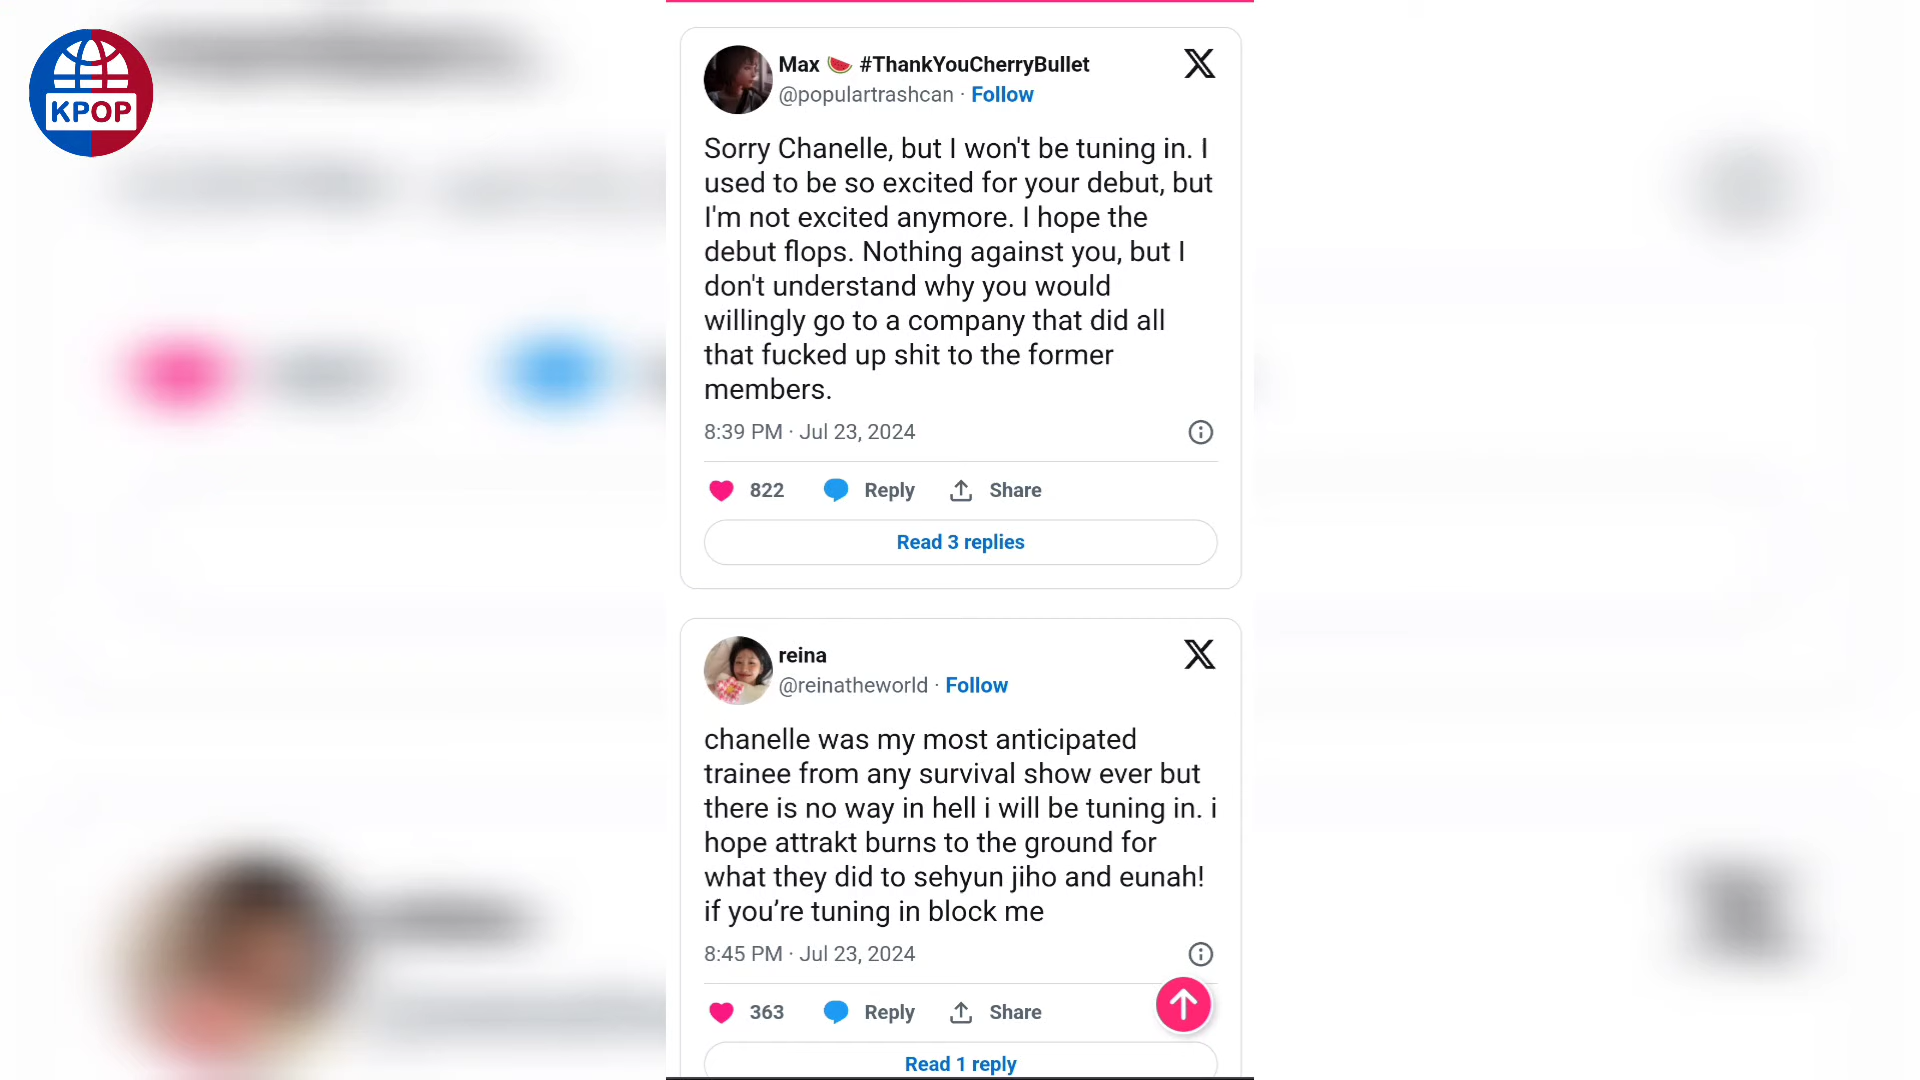 KPOP
Max 🍉 #ThankYouCherryBullet
@populartrashcan · Follow
Sorry Chanelle, but I won't be tuning in. I
used to be so excited for your debut, but
I'm not excited anymore. I hope the
debut flops. Nothing against you, but I
don't understand why you would
willingly go to a company that did all
that fucked up shit to the former
members.
8:39 PM · Jul 23, 2024
822 Reply Share
Read 3 replies
reina
@reinatheworld · Follow
chanelle was my most anticipated
trainee from any survival show ever but
there is no way in hell i will be tuning in. i
hope attrakt burns to the ground for
what they did to sehyun jiho and eunah!
if you’re tuning in block me
8:45 PM · Jul 23, 2024
363 Reply Share
Read 1 reply